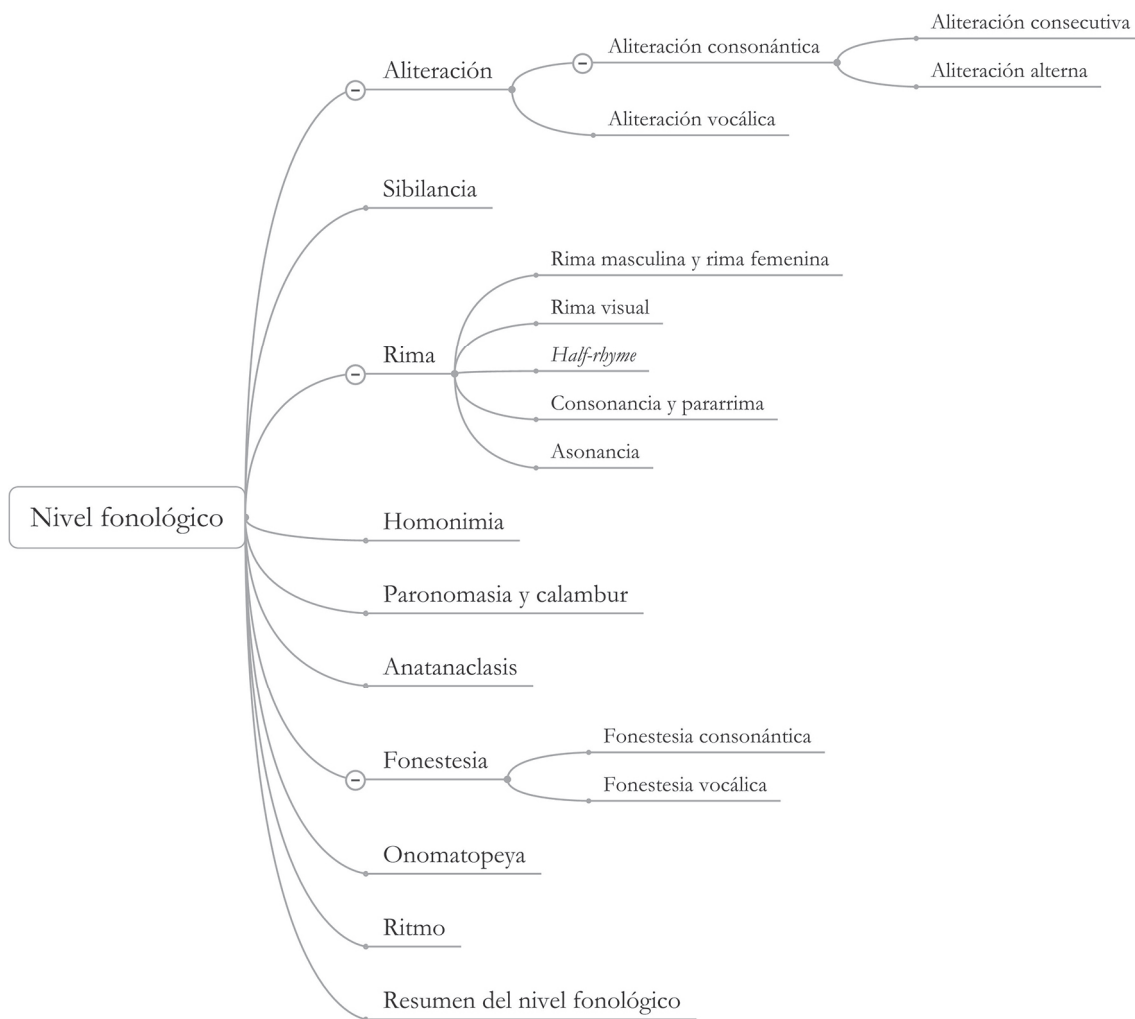 Nivel fonológico
Aliteración
Aliteración consonántica
Aliteración consecutiva
Aliteración alterna
Aliteración vocálica
Sibilancia
Rima
Rima masculina y rima femenina
Rima visual
Half-rhyme
Consonancia y pararrima
Asonancia
Homonimia
Paronomasia y calambur
Anatanaclasis
Fonestesia
Fonestesia consonántica
Fonestesia vocálica
Onomatopeya
Ritmo
Resumen del nivel fonológico